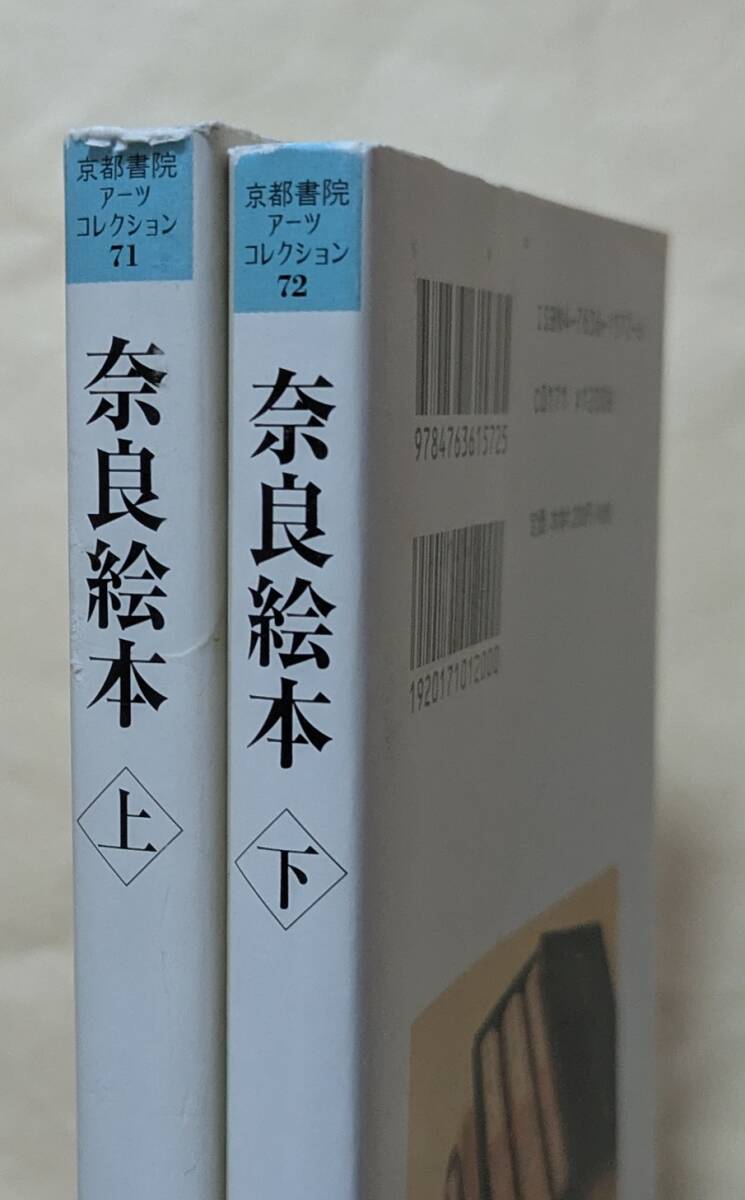 京都書院
アーツ
コレクション
71
奈良絵本
上
京都書院
アーツ
コレクション
72
奈良絵本
下
9784763615725
1920171012000